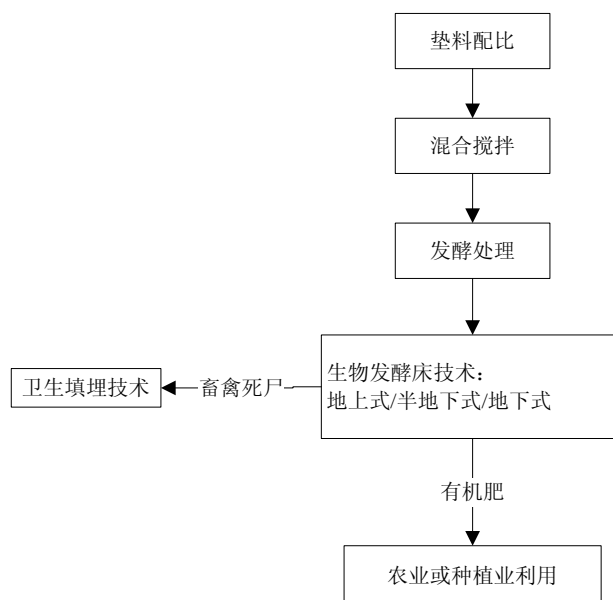 垫料配比
混合搅拌
发酵处理
生物发酵床技术：
地上式/半地下式/地下式
畜禽死尸
卫生填埋技术
有机肥
农业或种植业利用